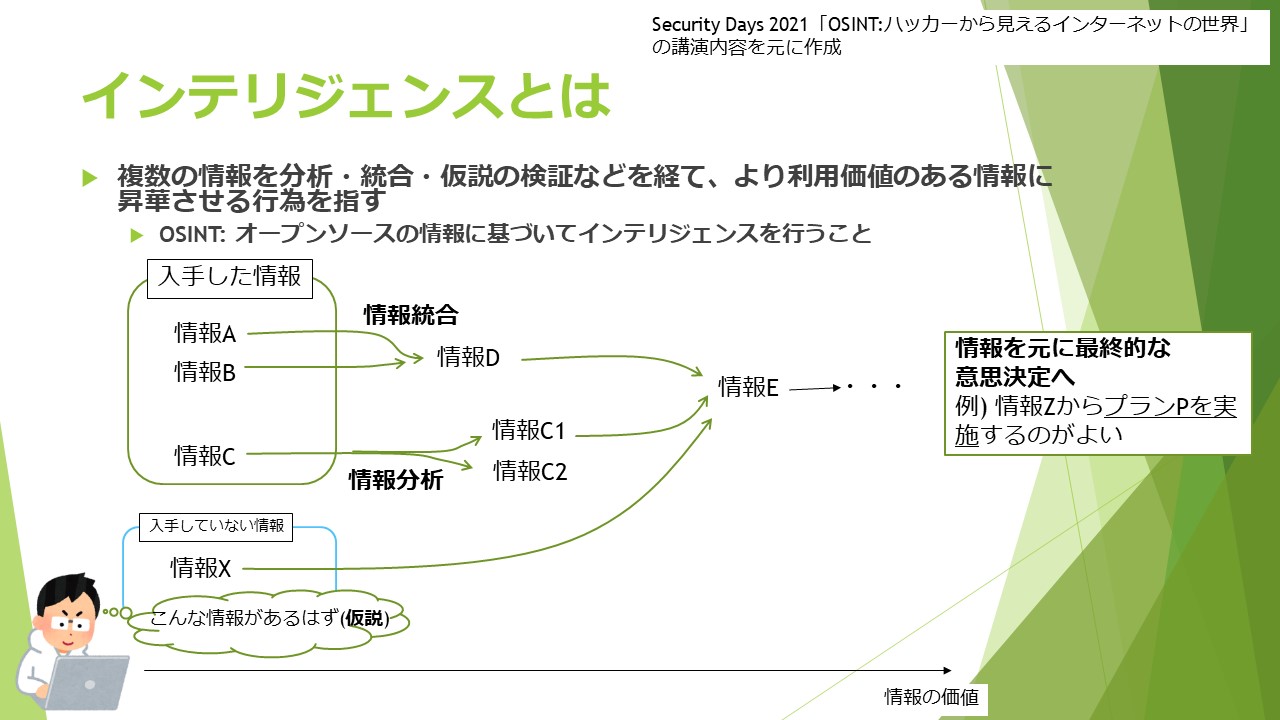 Security Days 2021「OSINT:ハッカーから見えるインターネットの世界」
の講演内容を元に作成
インテリジェンスとは
複数の情報を分析・統合・仮説の検証などを経て、より利用価値のある情報に
昇華させる行為を指す
OSINT: オープンソースの情報に基づいてインテリジェンスを行うこと
入手した情報
情報A
情報B
情報C
情報統合
情報D
情報C1
情報C2
情報分析
情報E
・・・
情報を元に最終的な
意思決定へ
例) 情報ZからプランPを実
施するのがよい
入手していない情報
情報X
こんな情報があるはず(仮説)
情報の価値